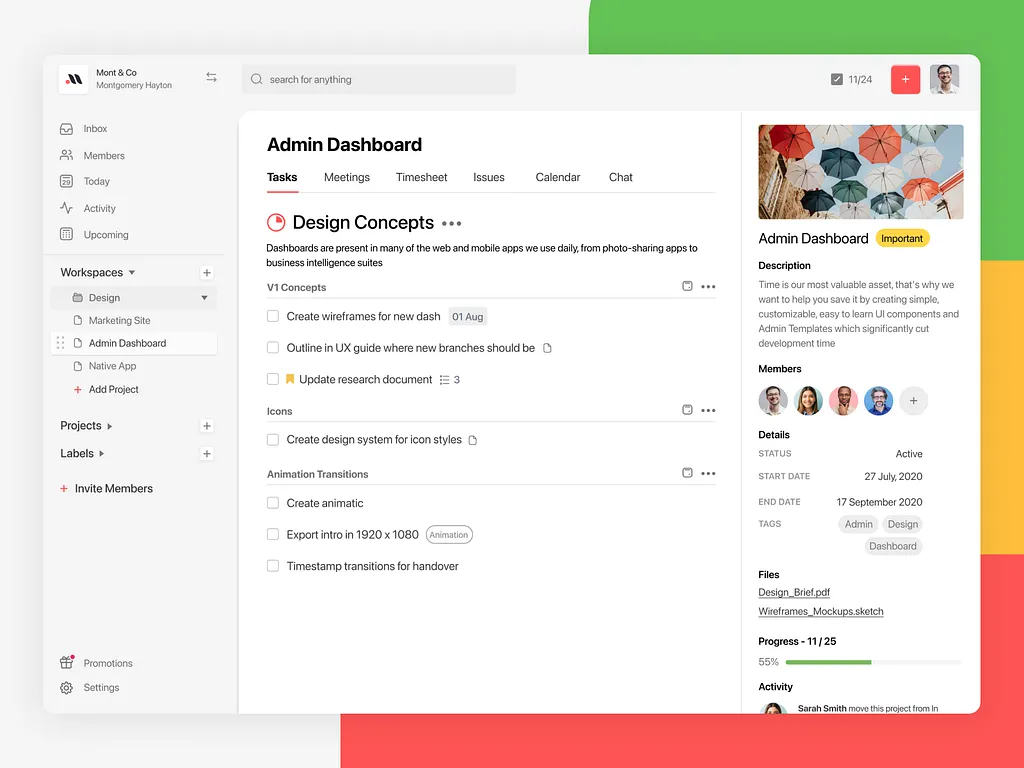 Mont & Co
Montgomery Hayton
search for anything
11/24
Inbox
Members
29
Today
Activity
Upcoming
Workspaces
Design
Marketing Site
Admin Dashboard
Native App
Add Project
Projects
Labels
Invite Members
Promotions
Settings
Admin Dashboard
Tasks Meetings Timesheet Issues Calendar Chat
Design Concepts
Dashboards are present in many of the web and mobile apps we use daily, from photo-sharing apps to
business intelligence suites
V1 Concepts
Create wireframes for new dash 01 Aug
Outline in UX guide where new branches should be
Update research document 3
Icons
Create design system for icon styles
Animation Transitions
Create animatic
Export intro in 1920 x 1080 Animation
Timestamp transitions for handover
Admin Dashboard Important
Description
Time is our most valuable asset, that's why we
want to help you save it by creating simple,
customizable, easy to learn UI components and
Admin Templates which significantly cut
development time
Members
Details
STATUS Active
START DATE 27 July, 2020
END DATE 17 September 2020
TAGS Admin Design
Dashboard
Files
Design_Brief.pdf
Wireframes_Mockups.sketch
Progress - 11 / 25
55%
Activity
Sarah Smith move this project from In